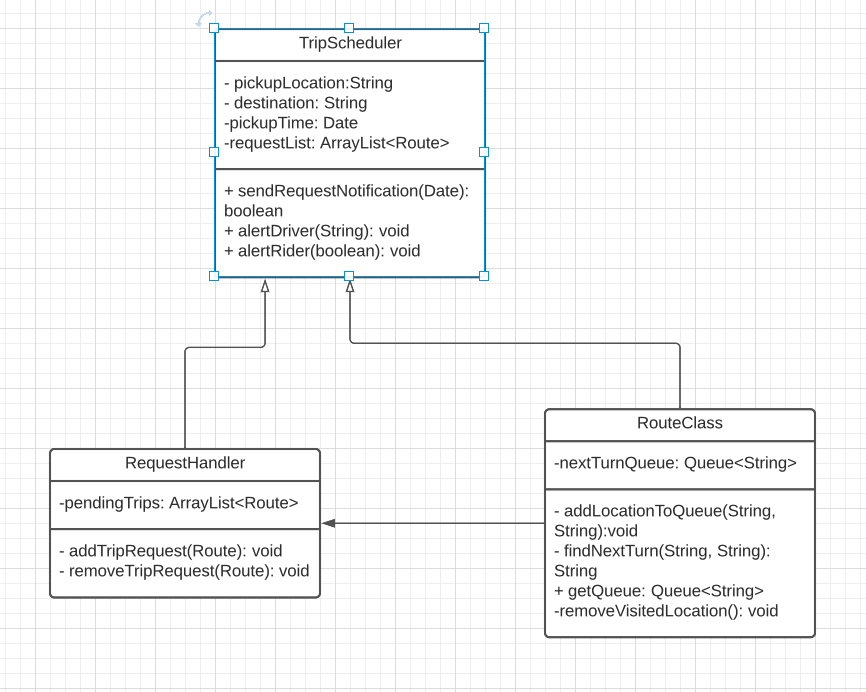 TripScheduler
- pickupLocation:String
- destination: String
-pickupTime: Date
-requestList: ArrayList<Route>
+ sendRequestNotification(Date):
boolean
+ alertDriver(String): void
+ alertRider(boolean): void
RequestHandler
-pendingTrips: ArrayList<Route>
- addTripRequest(Route): void
- removeTripRequest(Route): void
RouteClass
-nextTurnQueue: Queue<String>
- addLocationToQueue(String,
String):void
- findNextTurn(String, String):
String
+ getQueue: Queue<String>
-removeVisitedLocation(): void